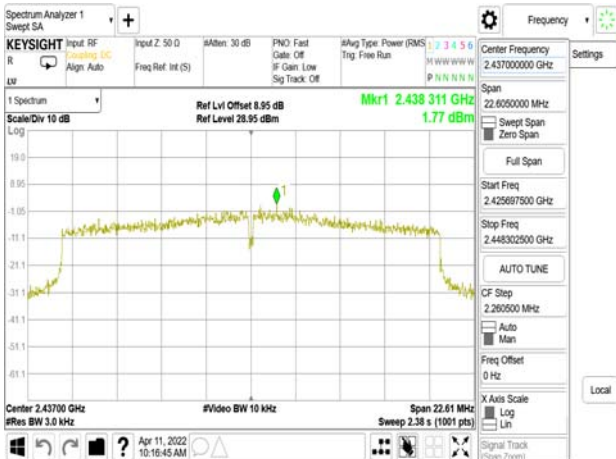 Spectrum Analyzer 1
Swept SA
Frequency
KEYSIGHT
R
Input: RF
Coupling: DC
Align: Auto
Input Z: 50 Ω
Freq Ref: Int (S)
#Atten: 30 dB
PNO: Fast
Gate: Off
IF Gain: Low
Sig Track: Off
#Avg Type: Power (RMS
Trig: Free Run
1 2 3 4 5 6
M W W W W W
P N N N N N
1 Spectrum
Scale/Div 10 dB
Log
Ref Lvl Offset 8.95 dB
Ref Level 28.95 dBm
Mkr1 2.438 311 GHz
1.77 dBm
19.0
8.95
-1.05
-11.1
-21.1
-31.1
-41.1
-51.1
-61.1
1
Center 2.43700 GHz
#Res BW 3.0 kHz
#Video BW 10 kHz
Span 22.61 MHz
Sweep 2.38 s (1001 pts)
Apr 11, 2022
10:16:45 AM
Center Frequency
2.437000000 GHz
Settings
Span
22.6050000 MHz
Swept Span
Zero Span
Full Span
Start Freq
2.425697500 GHz
Stop Freq
2.448302500 GHz
AUTO TUNE
CF Step
2.260500 MHz
Auto
Man
Freq Offset
0 Hz
X Axis Scale
Log
Lin
Local
Signal Track
(Span Zoom)